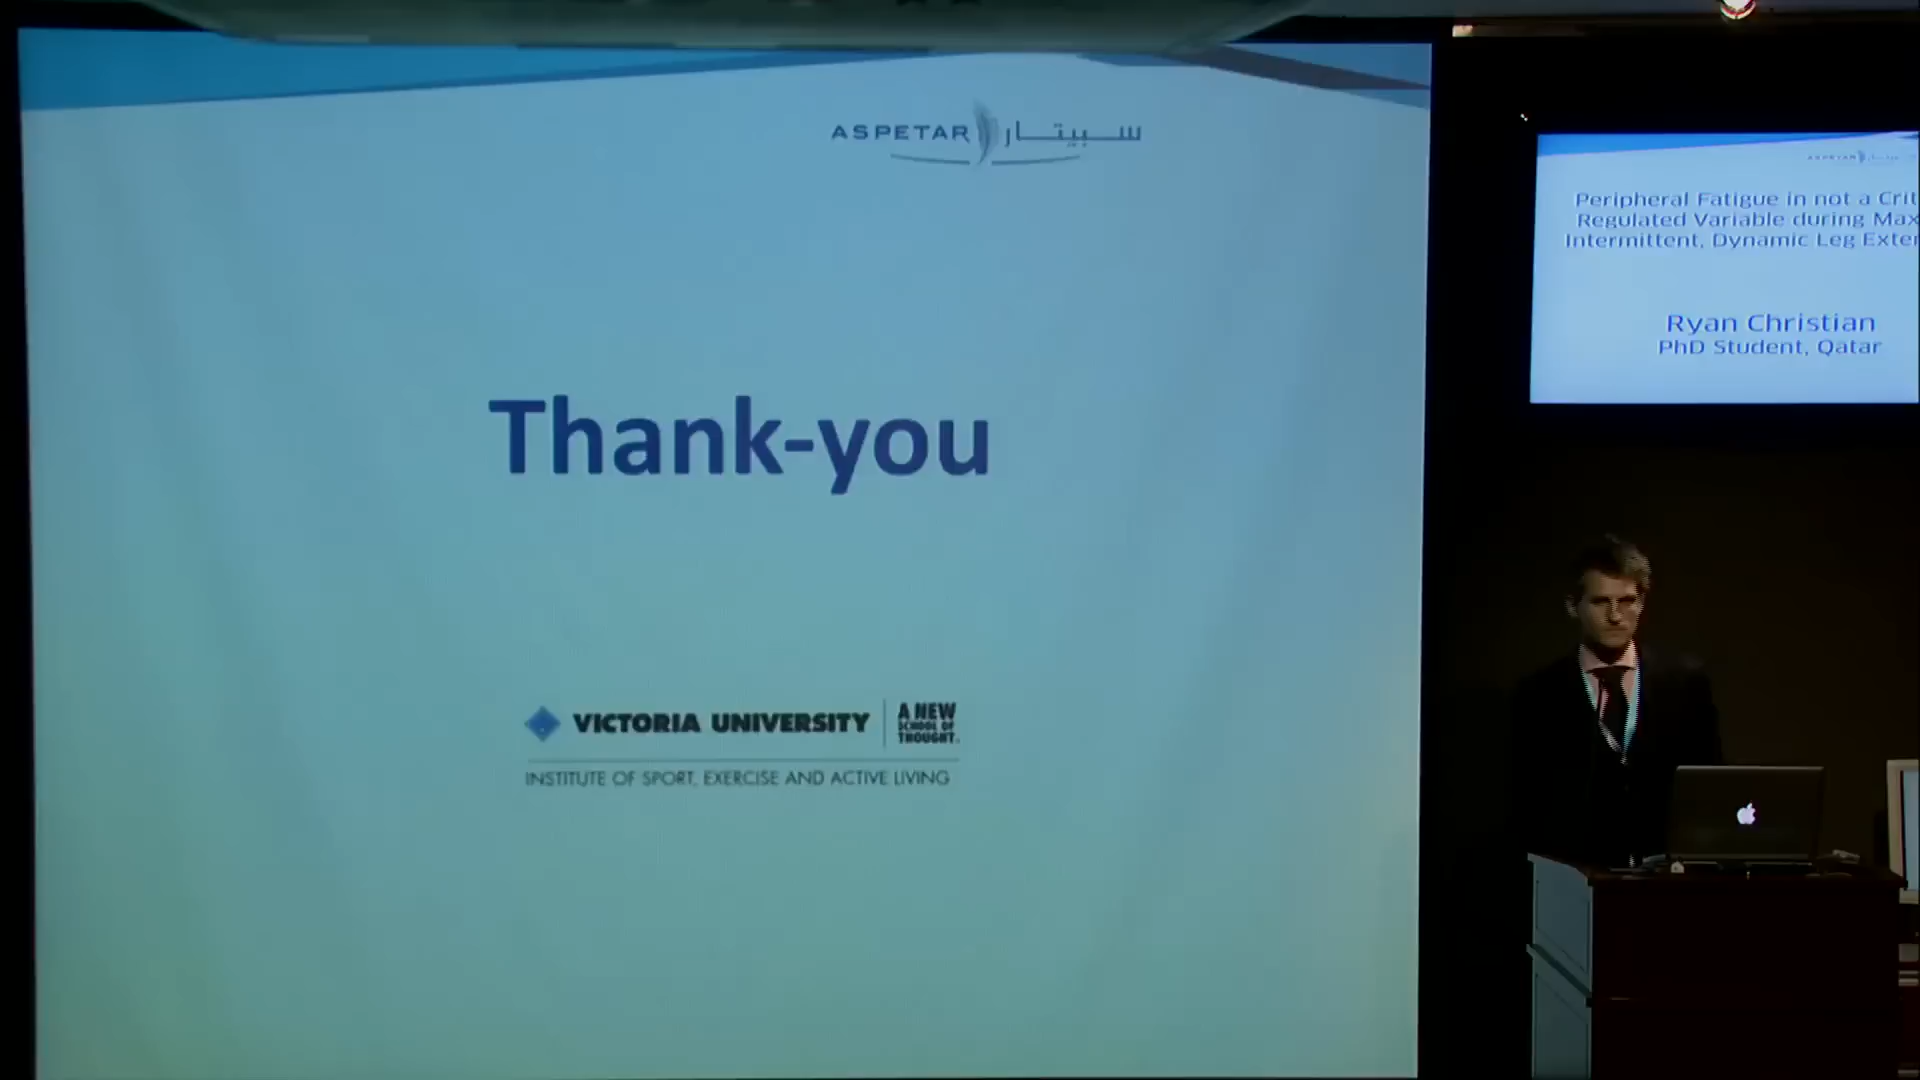 ASPETAR سبيتار
Thank-you
VICTORIA UNIVERSITY
A NEW
SCHOOL OF
THOUGHT.
INSTITUTE OF SPORT, EXERCISE AND ACTIVE LIVING
ASPETAR
Peripheral Fatigue in not a Crit
Regulated Variable during Max
Intermittent, Dynamic Leg Exter
Ryan Christian
PhD Student, Qatar